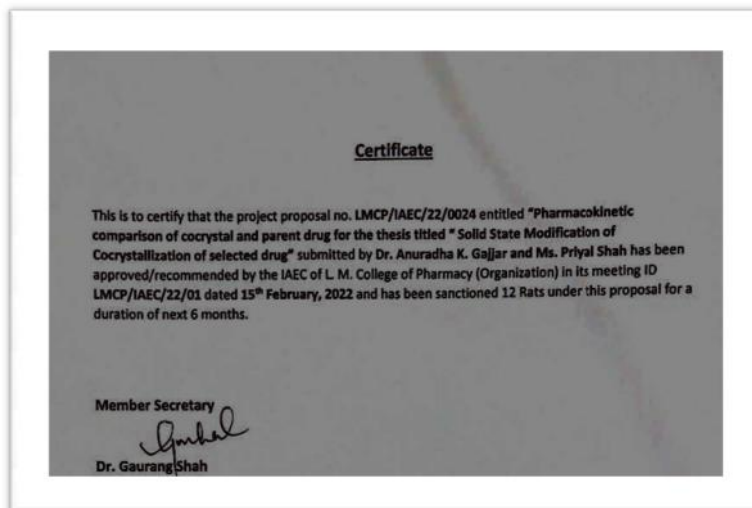 Certificate
This is to certify that the project proposal no. LMCP/IAEC/22/0024 entitled "Pharmacokinetic
comparison of cocrystal and parent drug for the thesis titled " Solid State Modification of
Cocrystallization of selected drug" submitted by Dr. Anuradha K. Gajjar and Ms. Priyal Shah has been
approved/recommended by the IAEC of L. M. College of Pharmacy (Organization) in its meeting ID
LMCP/IAEC/22/01 dated 15th February, 2022 and has been sanctioned 12 Rats under this proposal for a
duration of next 6 months.
Member Secretary
Dr. Gaurang Shah